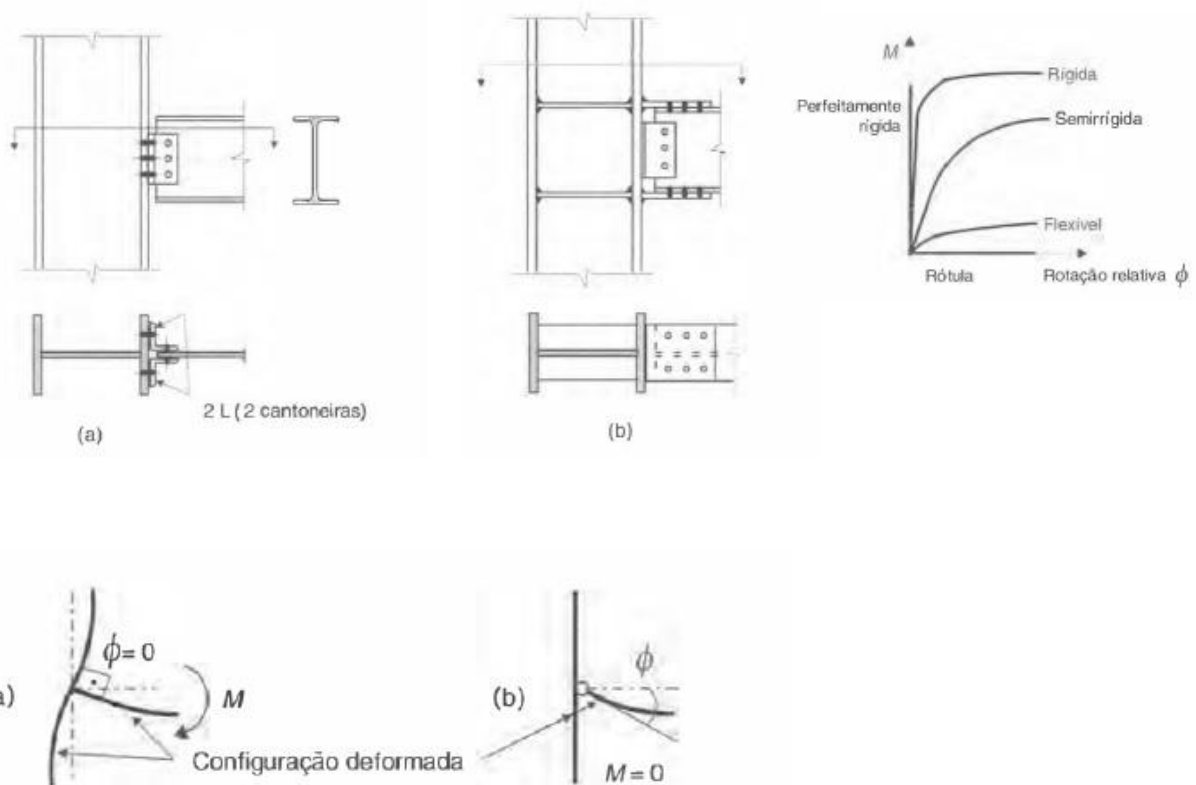 2 L ( 2 cantoneiras)
(a)
(b)
M
Perfeitamente
rígida
Rígida
Semirrígida
Flexível
Rótula
Rotação relativa ϕ
a)
ϕ = 0
M
Configuração deformada
(b)
ϕ
M = 0